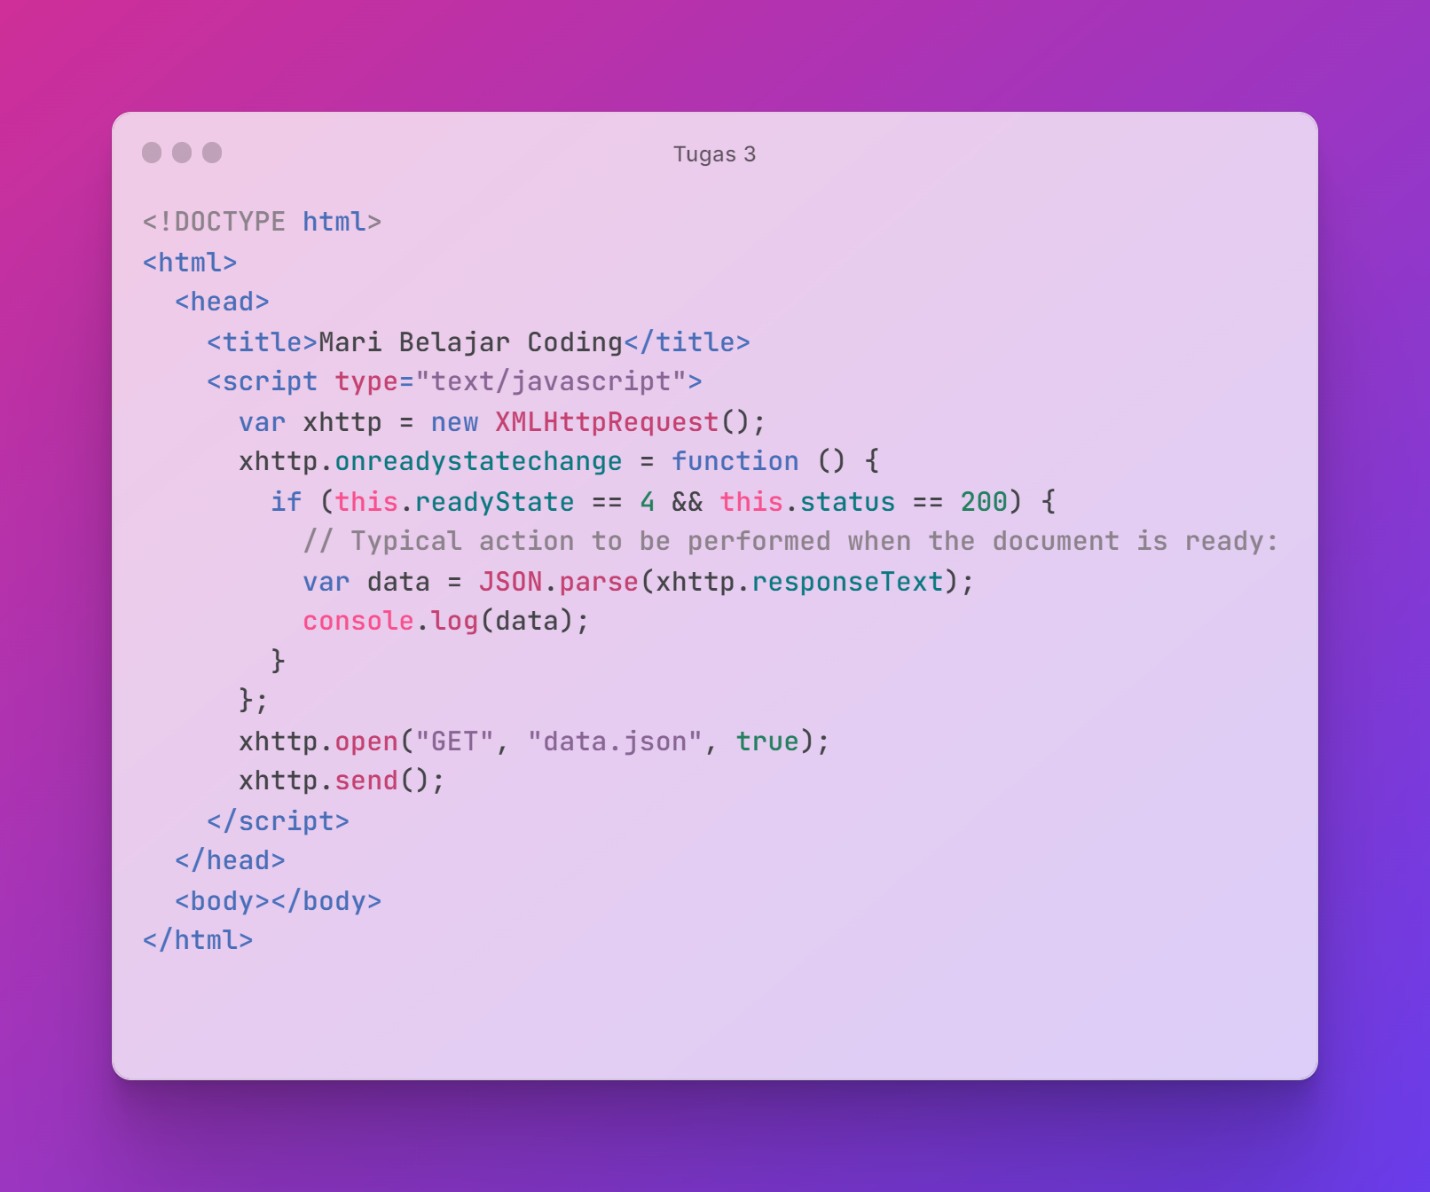 Tugas 3
<!DOCTYPE html>
<html>
  <head>
    <title>Mari Belajar Coding</title>
    <script type="text/javascript">
      var xhttp = new XMLHttpRequest();
      xhttp.onreadystatechange = function () {
        if (this.readyState == 4 && this.status == 200) {
          // Typical action to be performed when the document is ready:
          var data = JSON.parse(xhttp.responseText);
          console.log(data);
        }
      };
      xhttp.open("GET", "data.json", true);
      xhttp.send();
    </script>
  </head>
  <body></body>
</html>